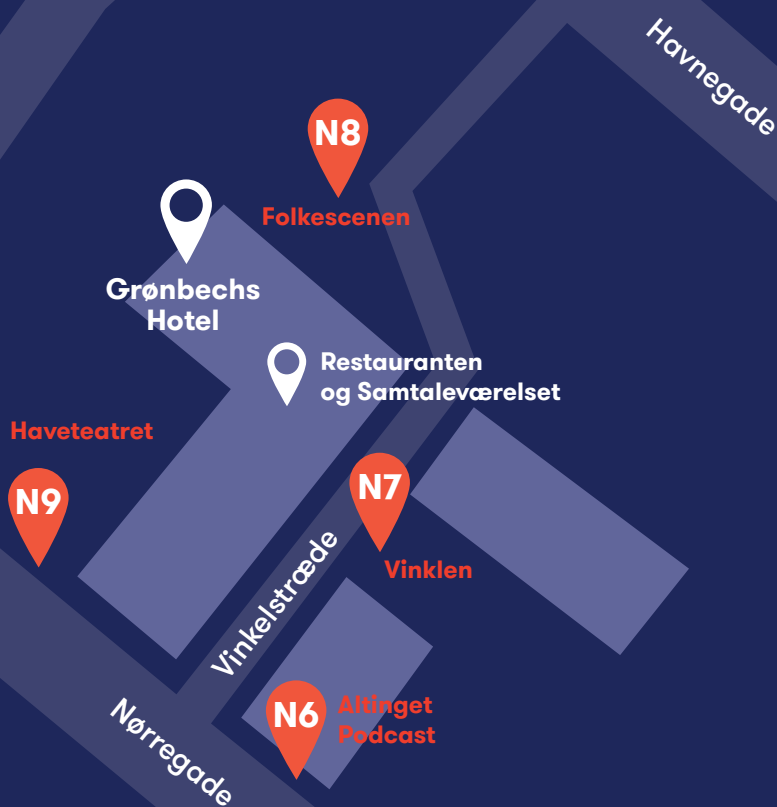 Havnegade
N8
Folkescenen
Grønbechs
Hotel
Restauranten
og Samtaleværelset
Haveteatret
N9
N7
Vinklen
Vinkelstræde
N6
Altinget
Podcast
Nørregade